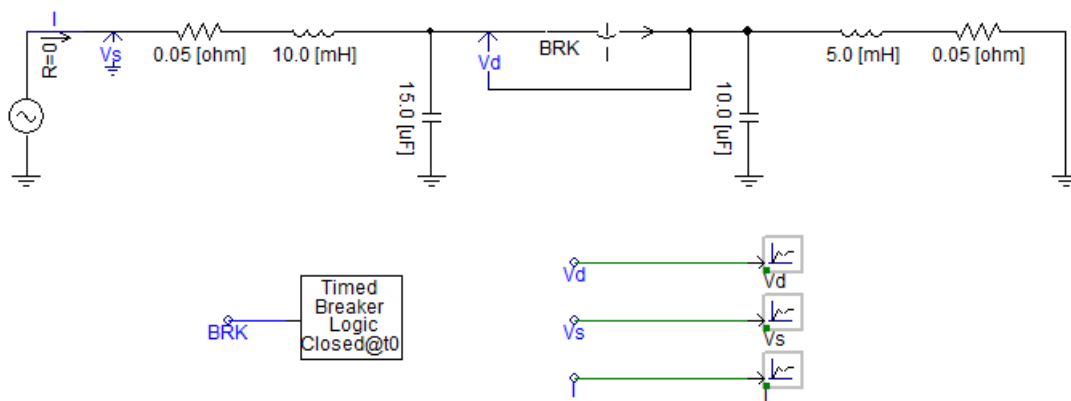 I
R=0
Vs
0.05 [ohm]
10.0 [mH]
15.0 [uF]
Vd
BRK
10.0 [uF]
5.0 [mH]
0.05 [ohm]
BRK
Timed
Breaker
Logic
Closed@t0
Vd
Vd
Vs
Vs
I